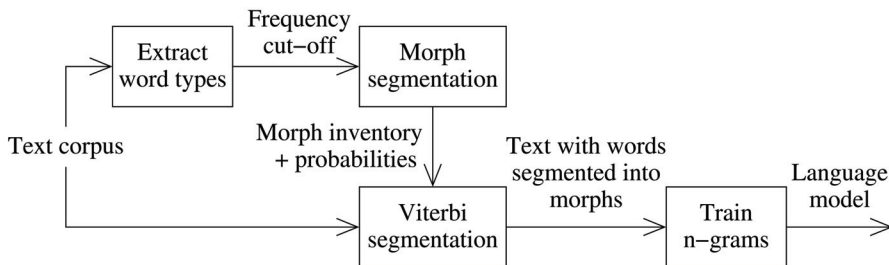 Frequency
cut−off
Extract
word types
Morph
segmentation
Text corpus
Morph inventory
+ probabilities
Text with words
segmented into
morphs
Language
model
Viterbi
segmentation
Train
n−grams